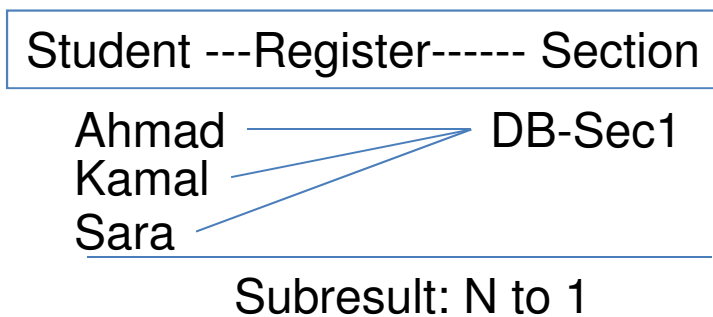 Student ---Register------ Section
Ahmad DB-Sec1
Kamal
Sara
Subresult: N to 1